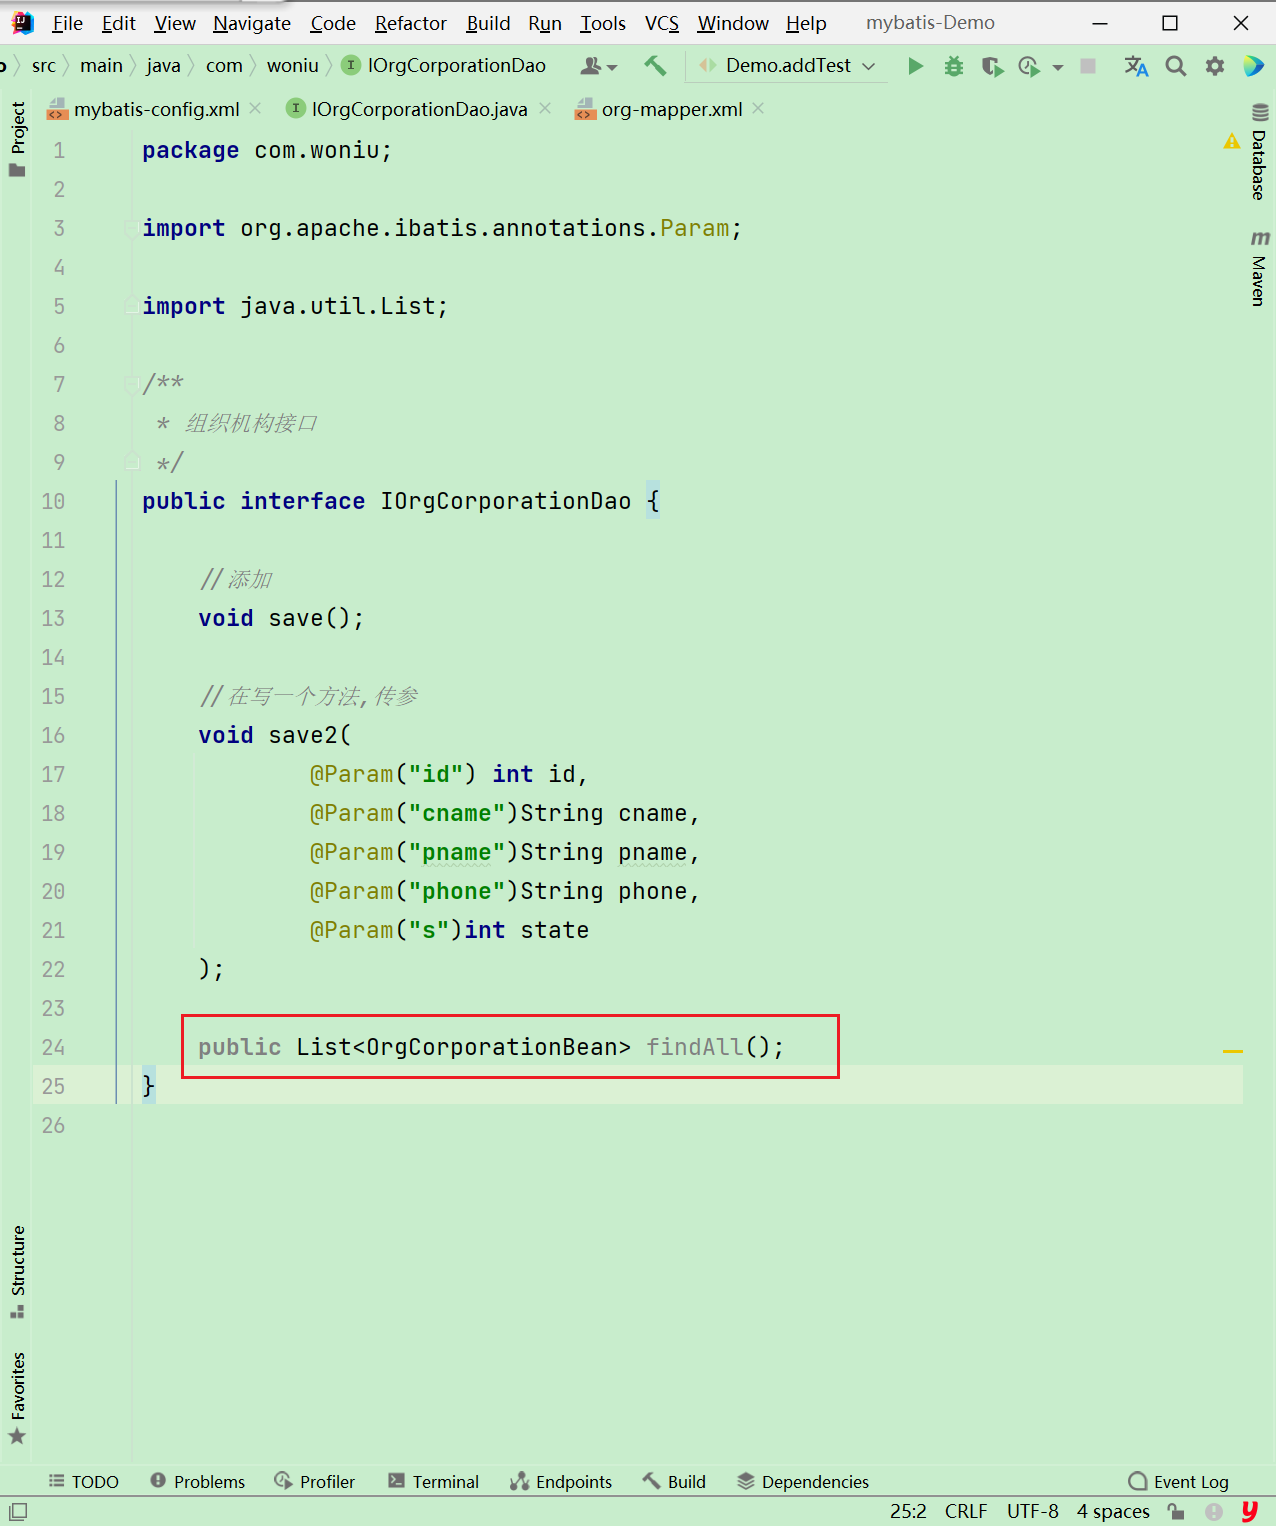 File Edit View Navigate Code Refactor Build Run Tools VCS Window Help mybatis-Demo
src main java com woniu IOrgCorporationDao Demo.addTest
mybatis-config.xml IOrgCorporationDao.java org-mapper.xml
Project
Database
Maven
Structure
Favorites
1 package com.woniu;
2
3 import org.apache.ibatis.annotations.Param;
4
5 import java.util.List;
6
7 /**
8 * 组织机构接口
9 */
10 public interface IOrgCorporationDao {
11
12 //添加
13 void save();
14
15 //在写一个方法,传参
16 void save2(
17 @Param("id") int id,
18 @Param("cname")String cname,
19 @Param("pname")String pname,
20 @Param("phone")String phone,
21 @Param("s")int state
22 );
23
24 public List<OrgCorporationBean> findAll();
25 }
26
TODO Problems Profiler Terminal Endpoints Build Dependencies Event Log
25:2 CRLF UTF-8 4 spaces